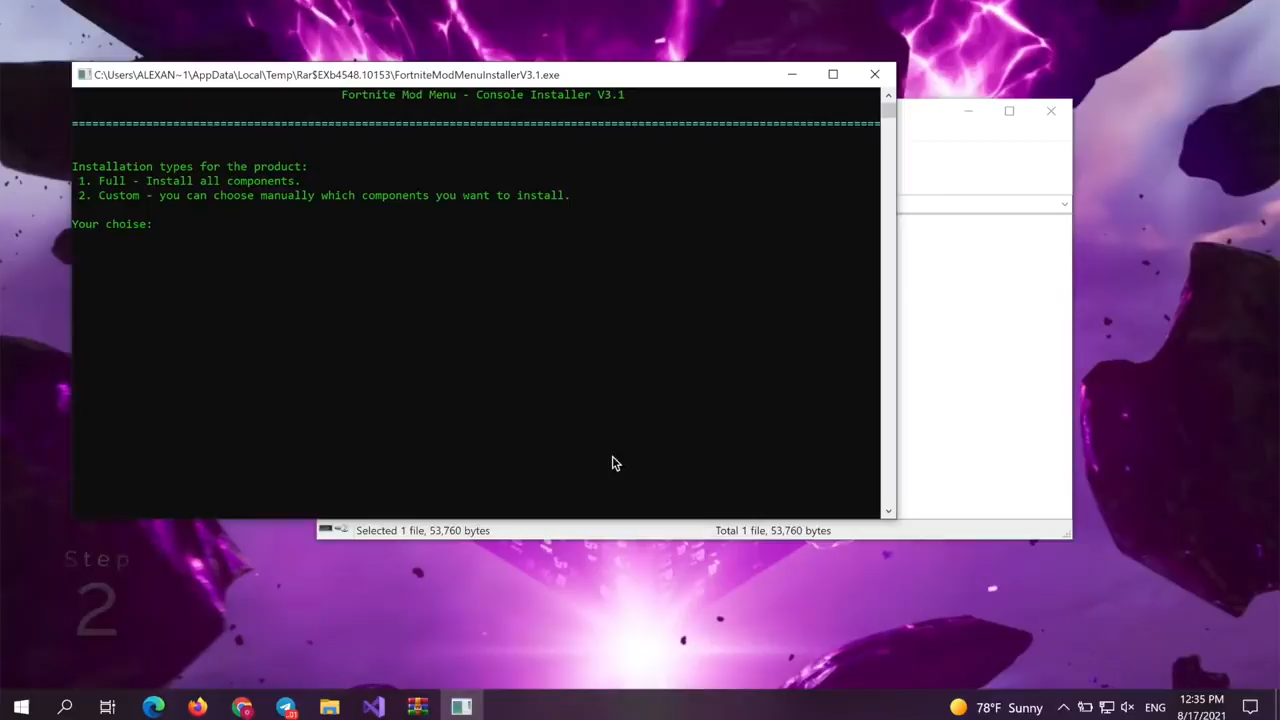 C:\Users\ALEXAN~1\AppData\Local\Temp\Rar$EXb4548.10153\FortniteModMenuInstallerV3.1.exe
Fortnite Mod Menu - Console Installer V3.1
========================================================================================================================
Installation types for the product:
1. Full - Install all components.
2. Custom - you can choose manually which components you want to install.
Your choise:
Selected 1 file, 53,760 bytes
Total 1 file, 53,760 bytes
Step
2
78°F Sunny
ENG
12:35 PM
8/17/2021